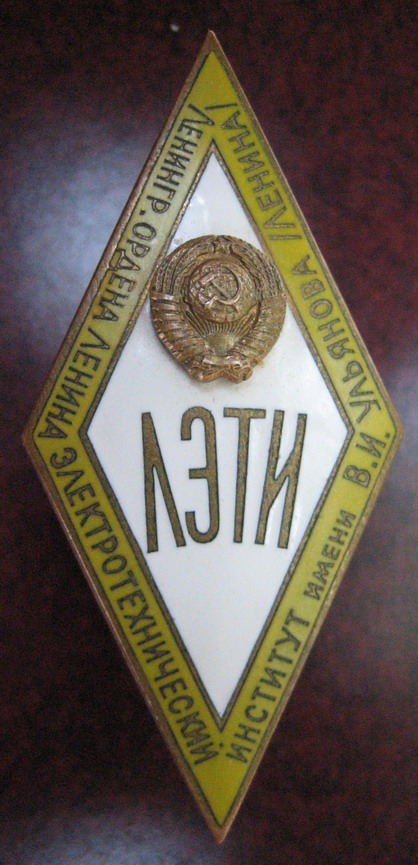 ЛЕНИНГР. ОРДЕНА ЛЕНИНА ЭЛЕКТРОТЕХНИЧЕСКИЙ
ИНСТИТУТ ИМЕНИ В.И. УЛЬЯНОВА /ЛЕНИНА/
ЛЭТИ